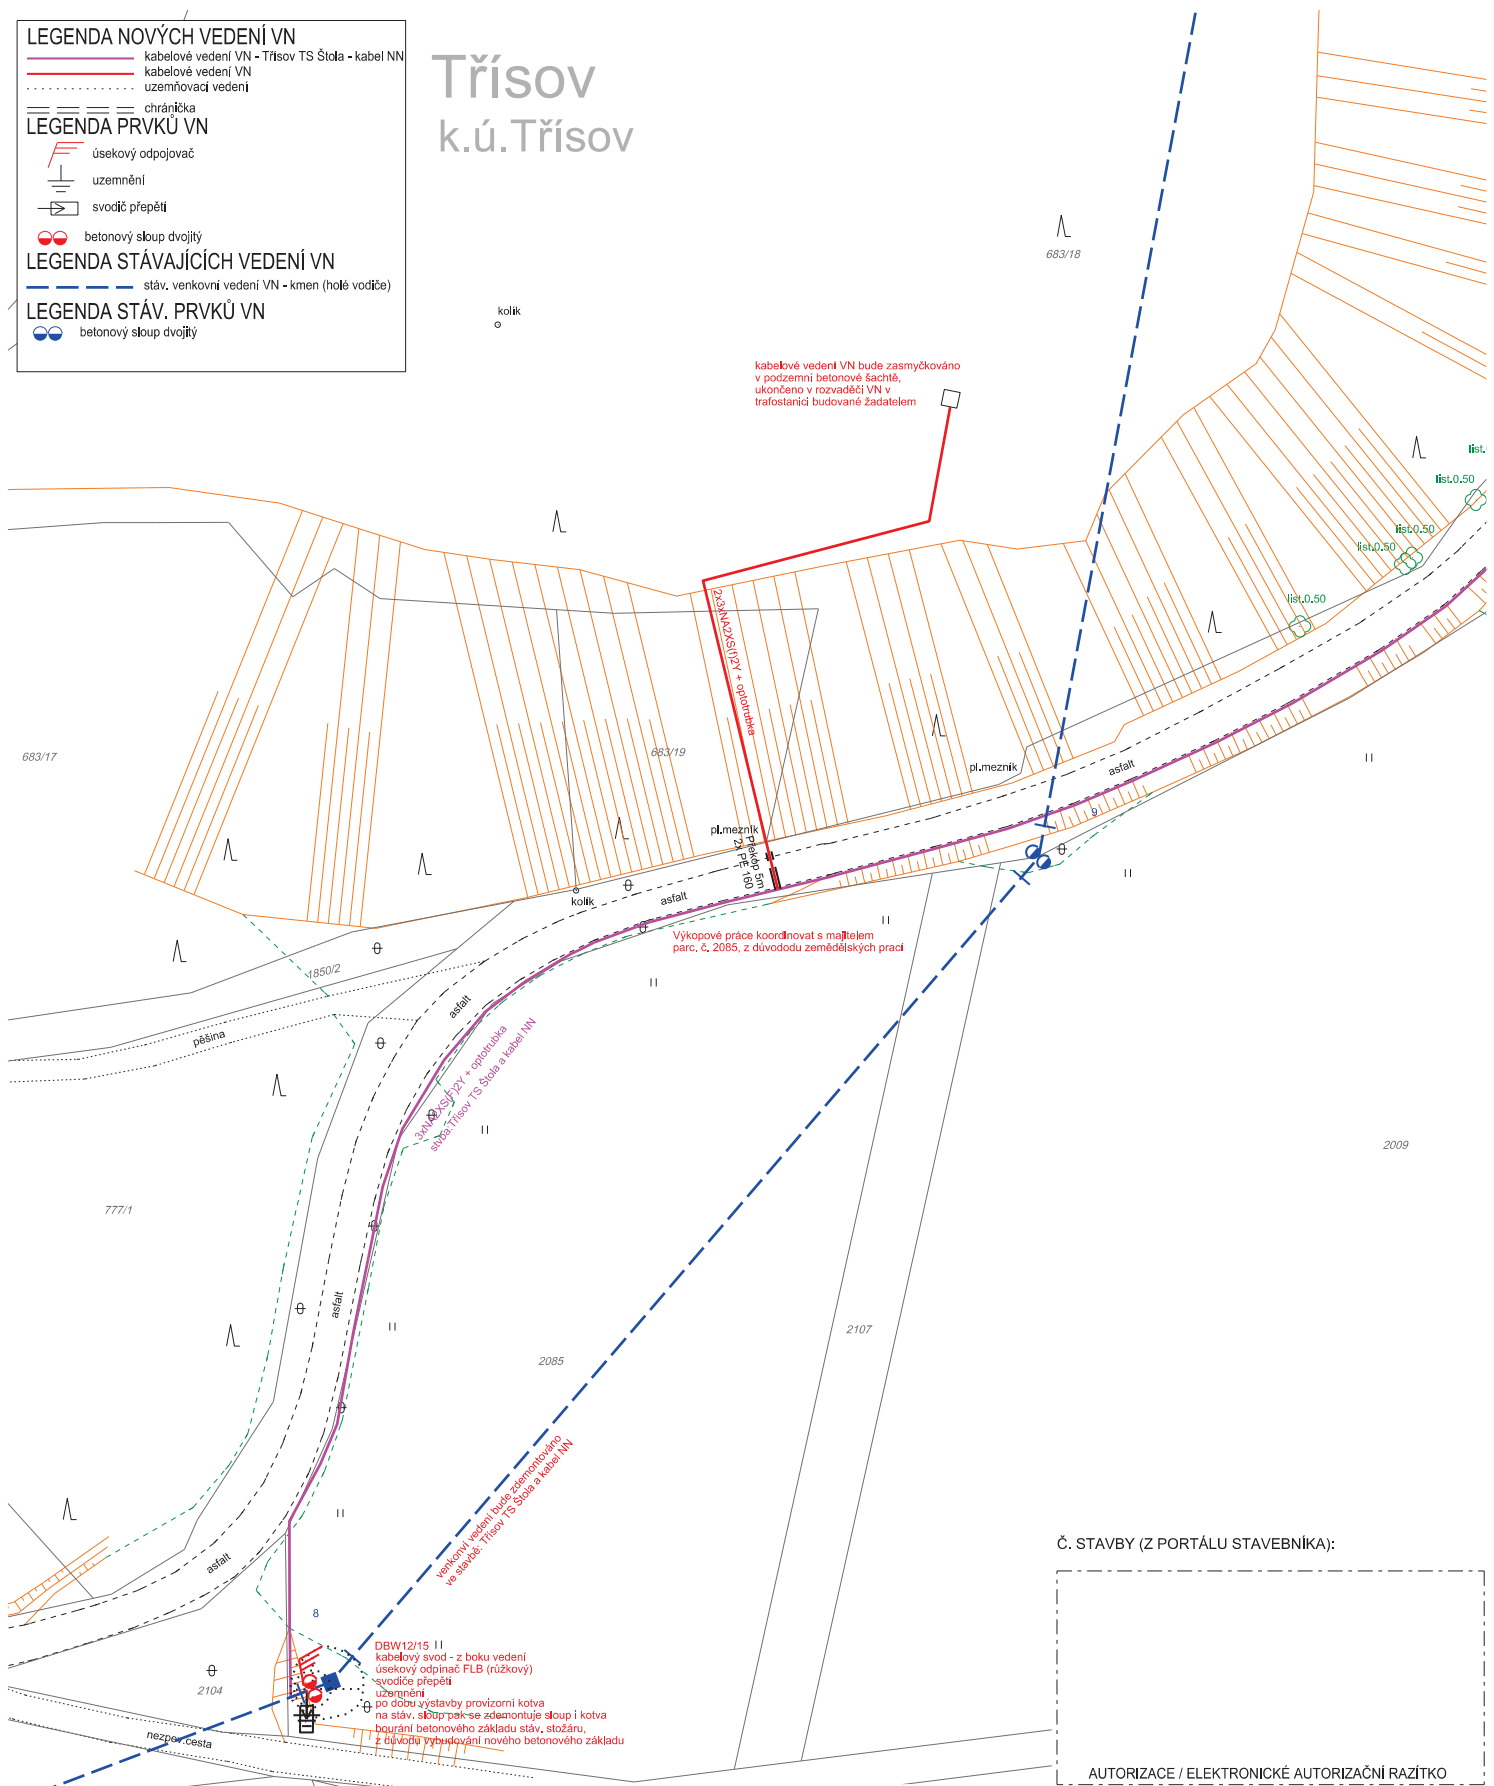 LEGENDA NOVÝCH VEDENÍ VN
kabelové vedení VN - Třísov TS Štola - kabel NN
kabelové vedení VN
uzemňovací vedení
chránička
LEGENDA PRVKŮ VN
úsekový odpojovač
uzemnění
svodič přepětí
betonový sloup dvojitý
LEGENDA STÁVAJÍCÍCH VEDENÍ VN
stáv. venkovní vedení VN - kmen (holé vodiče)
LEGENDA STÁV. PRVKŮ VN
betonový sloup dvojitý
Třísov
k.ú.Třísov
683/18
kolík
kabelové vedení VN bude zasmyčkováno
v podzemní betonové šachtě,
ukončeno v rozvaděči VN v
trafostanici budované žadatelem
list.0.50
list.0.50
list.0.50
list.0.50
2x3xNA2XS(f)2Y + optotrubka
683/17
683/19
pl.mezník
asfalt
9
pl.mezník
Překop 5m
2x PE 160
kolík
asfalt
Výkopové práce koordinovat s majitelem
parc. č. 2085, z důvododu zemědělských prací
1850/2
pěšina
asfalt
3xNA2XS(F)2Y + optotrubka
stvba:Třísov TS Štola a kabel NN
2009
777/1
asfalt
2107
2085
venkonví vedení bude zdemontováno
ve stavbě: Třísov TS Štola a kabel NN
asfalt
Č. STAVBY (Z PORTÁLU STAVEBNÍKA):
8
DBW12/15
kabelový svod - z boku vedení
úsekový odpínač FLB (růžkový)
svodiče přepětí
uzemnění
po dobu výstavby provizorní kotva
na stáv. sloup pak se zdemontuje sloup i kotva
bourání betonového základu stáv. stožáru,
z důvodu vybudování nového betonového základu
2104
nezpev.cesta
AUTORIZACE / ELEKTRONICKÉ AUTORIZAČNÍ RAZÍTKO